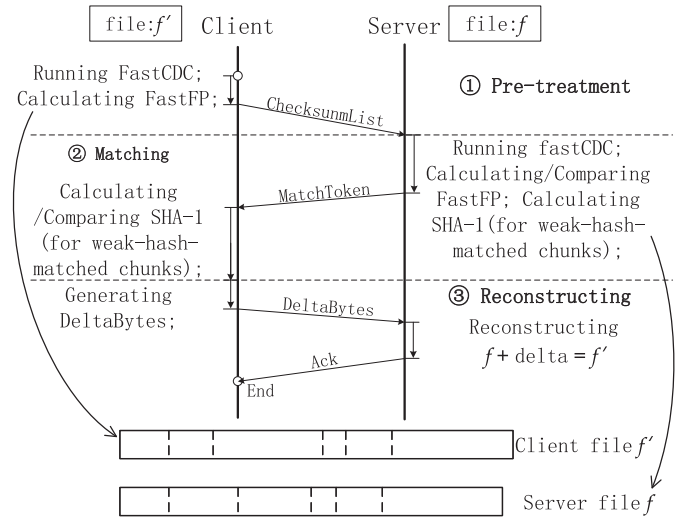 file:f′ Client Server file:f
Running FastCDC;
Calculating FastFP;
ChecksunmList
① Pre-treatment
② Matching
Running fastCDC;
Calculating/Comparing
FastFP; Calculating
SHA-1(for weak-hash-
matched chunks);
MatchToken
Calculating
/Comparing SHA-1
(for weak-hash-
matched chunks);
Generating
DeltaBytes;
DeltaBytes
③ Reconstructing
Reconstructing
f + delta = f′
Ack
End
Client file f′
Server file f